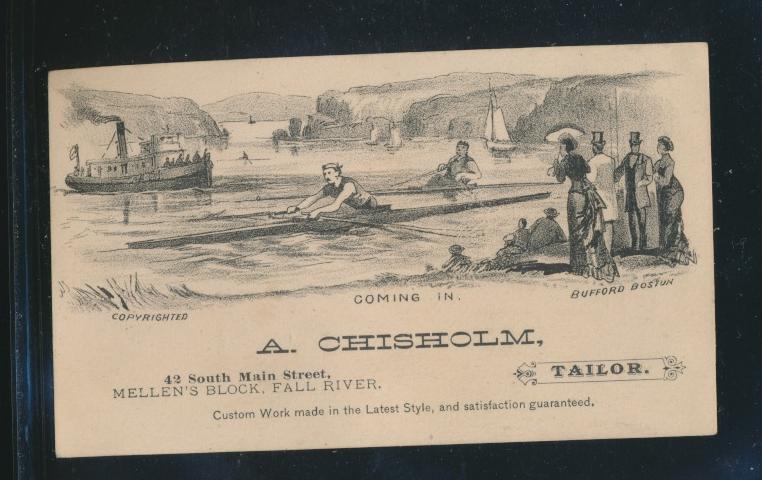 COMING IN.
COPYRIGHTED
BUFFORD BOSTON
A. CHISHOLM,
42 South Main Street,
MELLEN'S BLOCK, FALL RIVER.
TAILOR.
Custom Work made in the Latest Style, and satisfaction guaranteed.